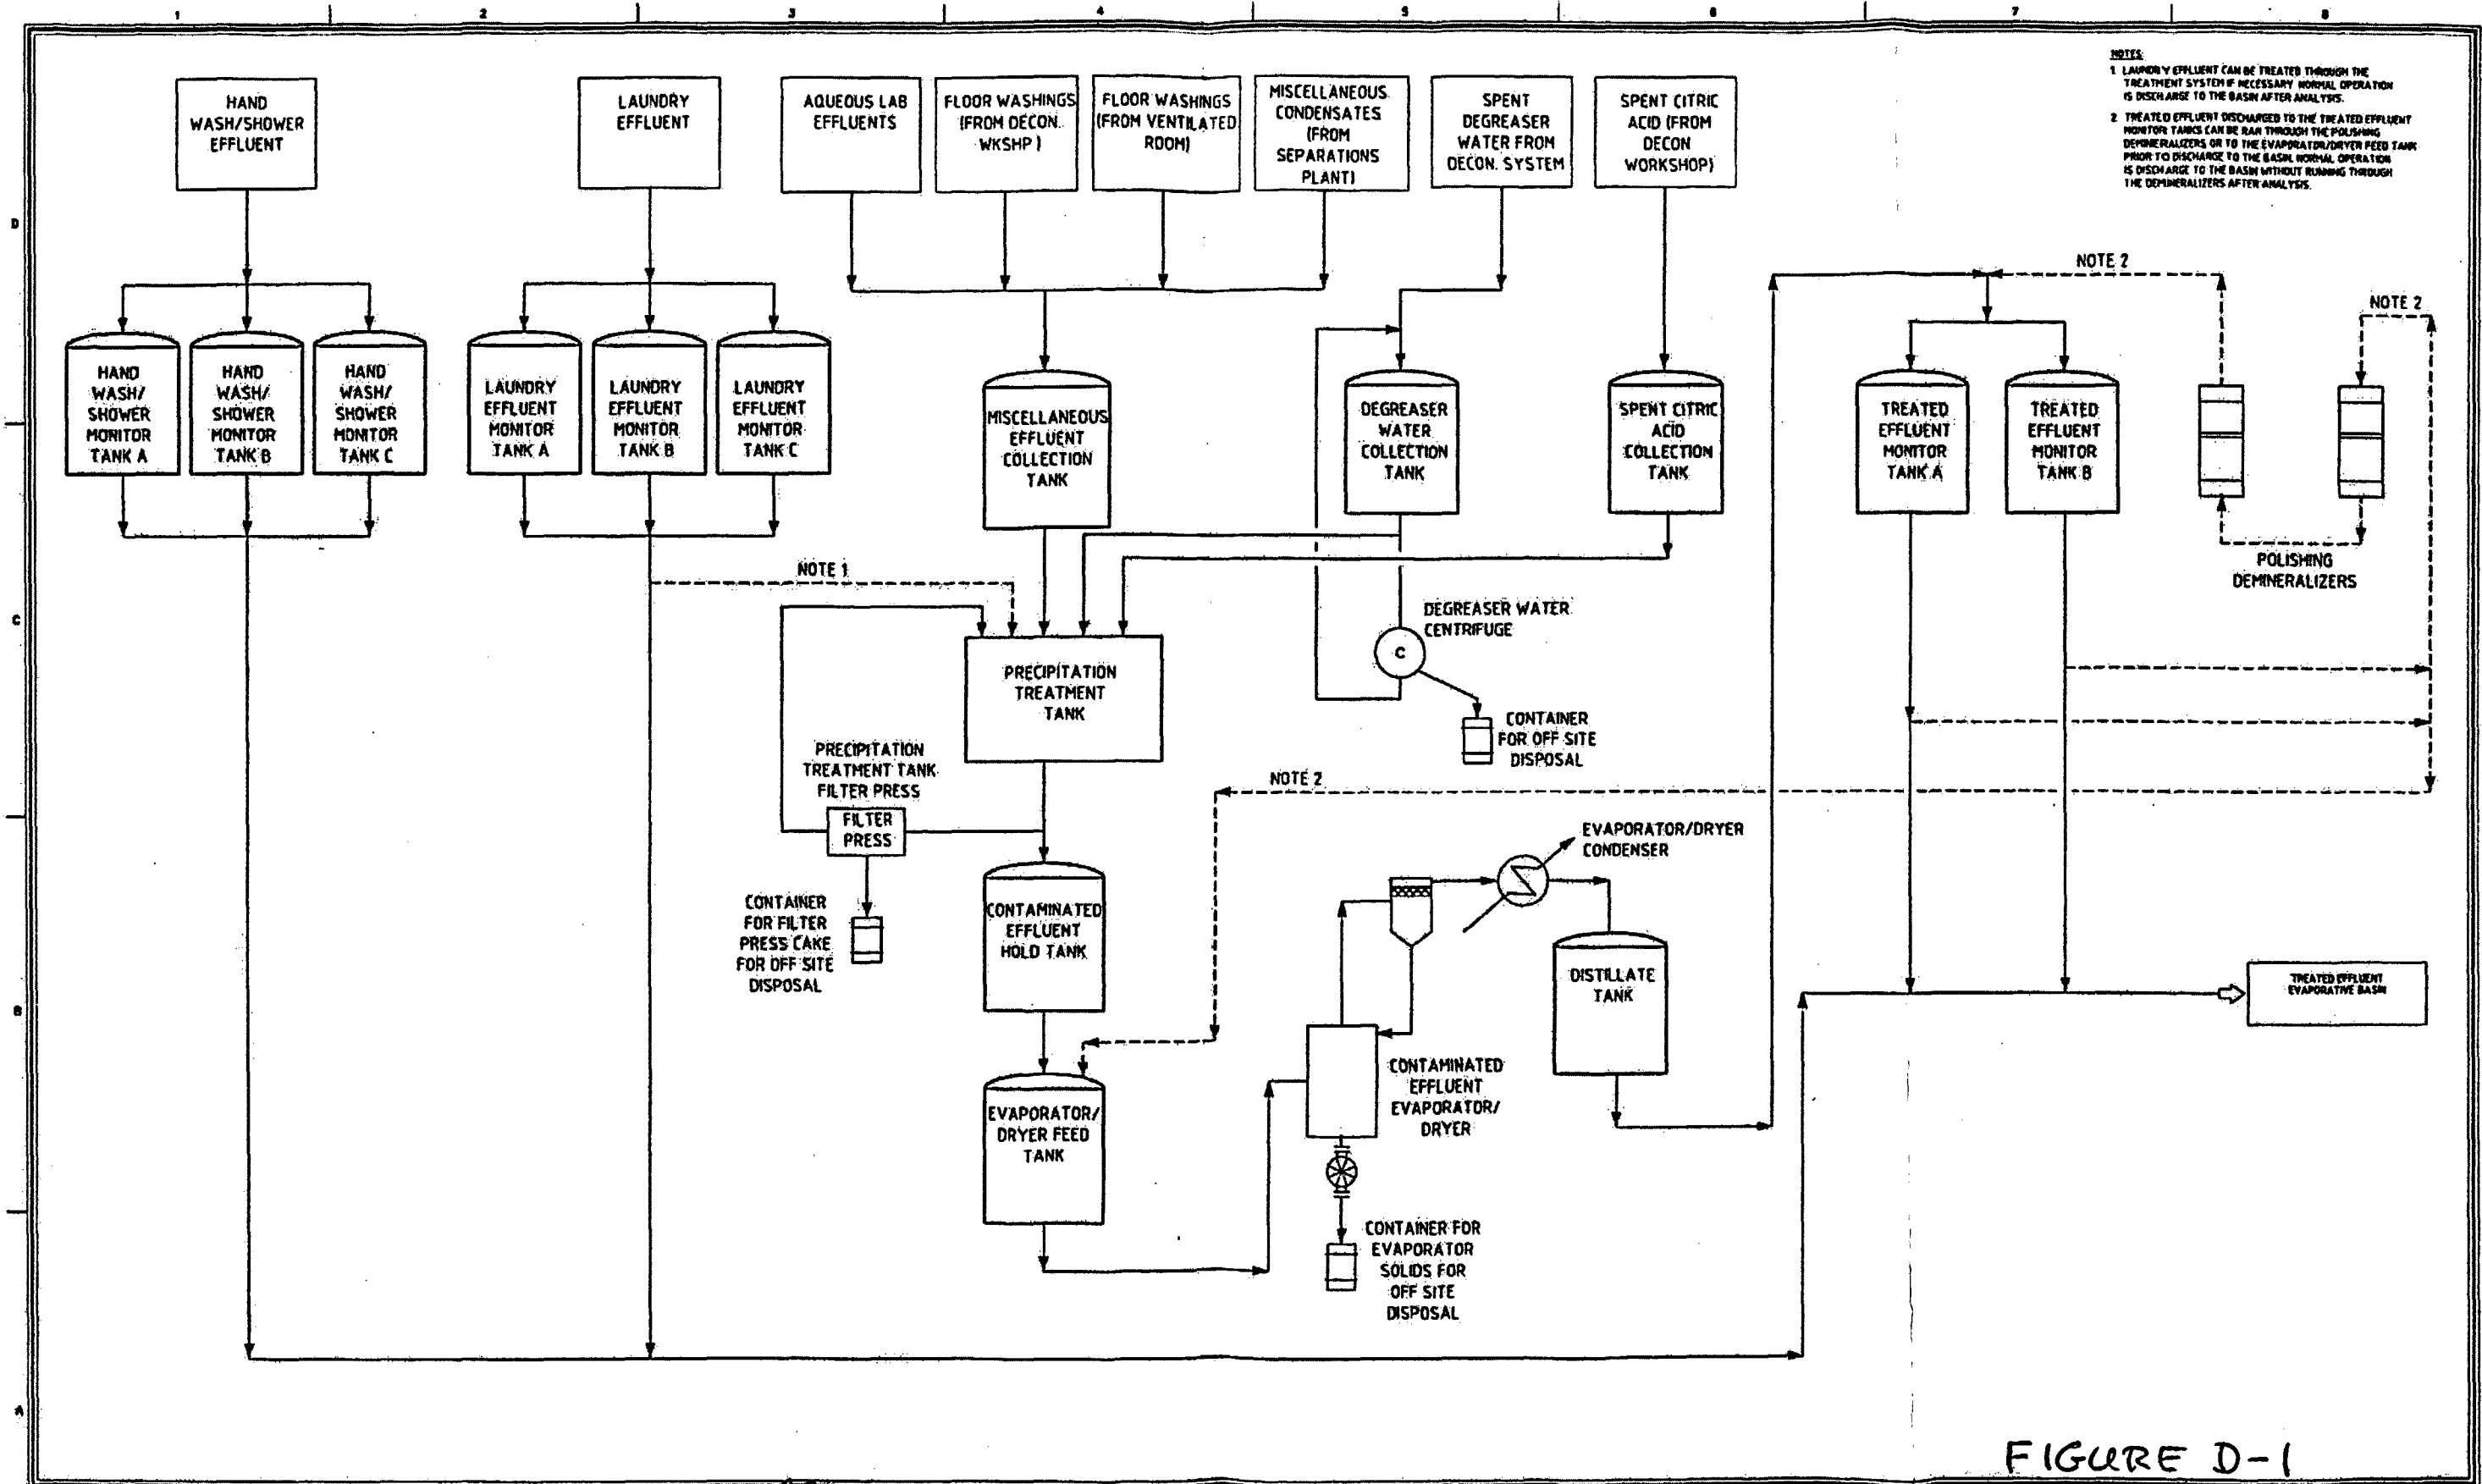 1 2 3 4 5 6 7 8
NOTES:
1 LAUNDRY EFFLUENT CAN BE TREATED THROUGH THE
TREATMENT SYSTEM IF NECESSARY NORMAL OPERATION
IS DISCHARGE TO THE BASIN AFTER ANALYSIS.
2 TREATED EFFLUENT DISCHARGED TO THE TREATED EFFLUENT
MONITOR TANKS CAN BE RAN THROUGH THE POLISHING
DEMINERALIZERS OR TO THE EVAPORATOR/DRYER FEED TANK
PRIOR TO DISCHARGE TO THE BASIN. NORMAL OPERATION
IS DISCHARGE TO THE BASIN WITHOUT RUNNING THROUGH
THE DEMINERALIZERS AFTER ANALYSIS.
HAND
WASH/SHOWER
EFFLUENT
LAUNDRY
EFFLUENT
AQUEOUS LAB
EFFLUENTS
FLOOR WASHINGS
(FROM DECON.
WKSHP)
FLOOR WASHINGS
(FROM VENTILATED
ROOM)
MISCELLANEOUS
CONDENSATES
(FROM
SEPARATIONS
PLANT)
SPENT
DEGREASER
WATER FROM
DECON. SYSTEM
SPENT CITRIC
ACID (FROM
DECON
WORKSHOP)
D
NOTE 2
NOTE 2
HAND
WASH/
SHOWER
MONITOR
TANK A
HAND
WASH/
SHOWER
MONITOR
TANK B
HAND
WASH/
SHOWER
MONITOR
TANK C
LAUNDRY
EFFLUENT
MONITOR
TANK A
LAUNDRY
EFFLUENT
MONITOR
TANK B
LAUNDRY
EFFLUENT
MONITOR
TANK C
MISCELLANEOUS
EFFLUENT
COLLECTION
TANK
DEGREASER
WATER
COLLECTION
TANK
SPENT CITRIC
ACID
COLLECTION
TANK
TREATED
EFFLUENT
MONITOR
TANK A
TREATED
EFFLUENT
MONITOR
TANK B
POLISHING
DEMINERALIZERS
NOTE 1
C
DEGREASER WATER
CENTRIFUGE
C
PRECIPITATION
TREATMENT
TANK
CONTAINER
FOR OFF SITE
DISPOSAL
PRECIPITATION
TREATMENT TANK
FILTER PRESS
NOTE 2
FILTER
PRESS
EVAPORATOR/DRYER
CONDENSER
CONTAINER
FOR FILTER
PRESS CAKE
FOR OFF SITE
DISPOSAL
CONTAMINATED
EFFLUENT
HOLD TANK
DISTILLATE
TANK
TREATED EFFLUENT
EVAPORATIVE BASIN
B
CONTAMINATED
EFFLUENT
EVAPORATOR/
DRYER
EVAPORATOR/
DRYER FEED
TANK
CONTAINER FOR
EVAPORATOR
SOLIDS FOR
OFF SITE
DISPOSAL
A
FIGURE D-1